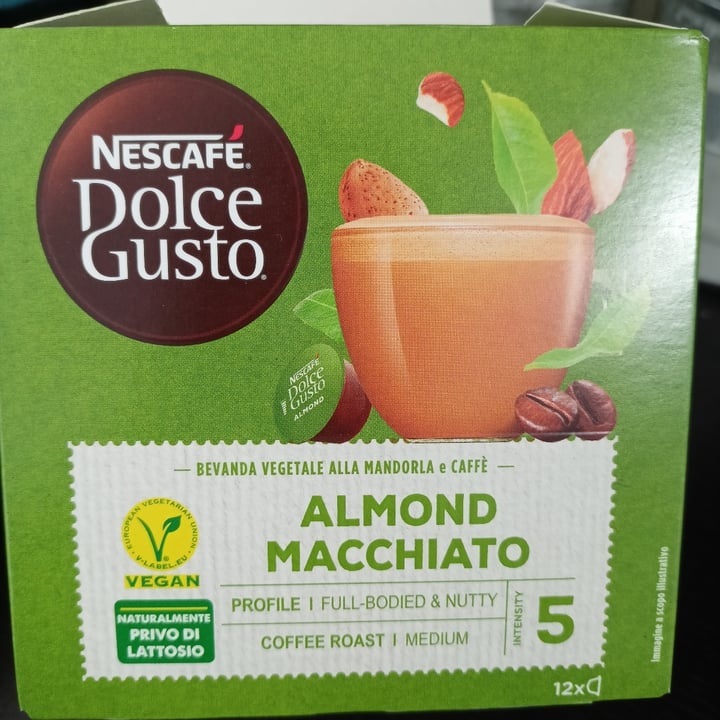 NESCAFÉ®
Dolce
Gusto®
NESCAFÉ
Dolce
Gusto
ALMOND
— BEVANDA VEGETALE ALLA MANDORLA e CAFFÈ —
ALMOND
MACCHIATO
EUROPEAN VEGETARIAN UNION
V-LABEL.EU
VEGAN
NATURALMENTE
PRIVO DI
LATTOSIO
PROFILE | FULL-BODIED & NUTTY
COFFEE ROAST | MEDIUM
INTENSITY
5
Immagine a scopo illustrativo
12x